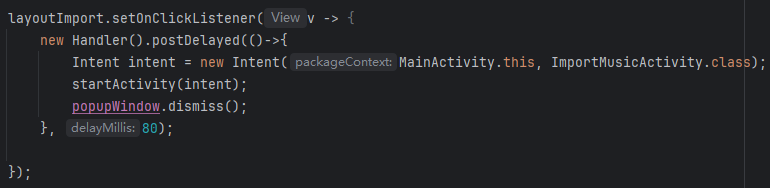 layoutImport.setOnClickListener( View v -> {
    new Handler().postDelayed(()->{
        Intent intent = new Intent( packageContext: MainActivity.this, ImportMusicActivity.class);
        startActivity(intent);
        popupWindow.dismiss();
    }, delayMillis: 80);
});